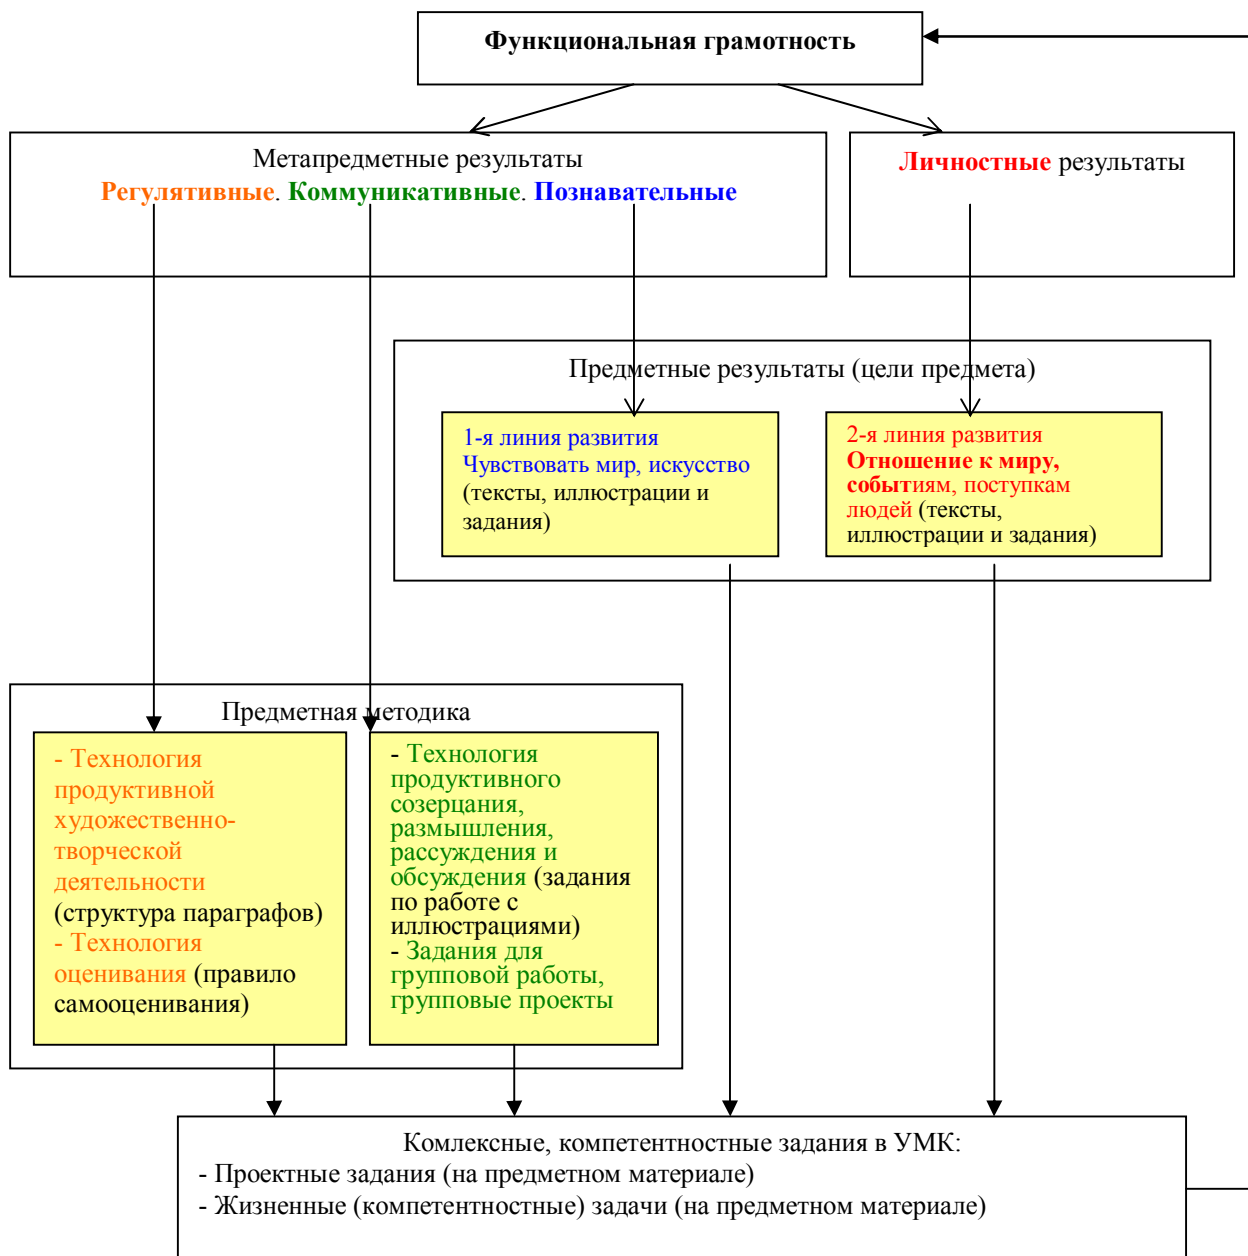 Функциональная грамотность
Метапредметные результаты
Регулятивные. Коммуникативные. Познавательные
Личностные результаты
Предметные результаты (цели предмета)
1-я линия развития
Чувствовать мир, искусство
(тексты, иллюстрации и
задания)
2-я линия развития
Отношение к миру,
событиям, поступкам
людей (тексты,
иллюстрации и задания)
Предметная методика
- Технология
продуктивной
художественно-
творческой
деятельности
(структура параграфов)
- Технология
оценивания (правило
самооценивания)
- Технология
продуктивного
созерцания,
размышления,
рассуждения и
обсуждения (задания
по работе с
иллюстрациями)
- Задания для
групповой работы,
групповые проекты
Комлексные, компетентностные задания в УМК:
- Проектные задания (на предметном материале)
- Жизненные (компетентностные) задачи (на предметном материале)